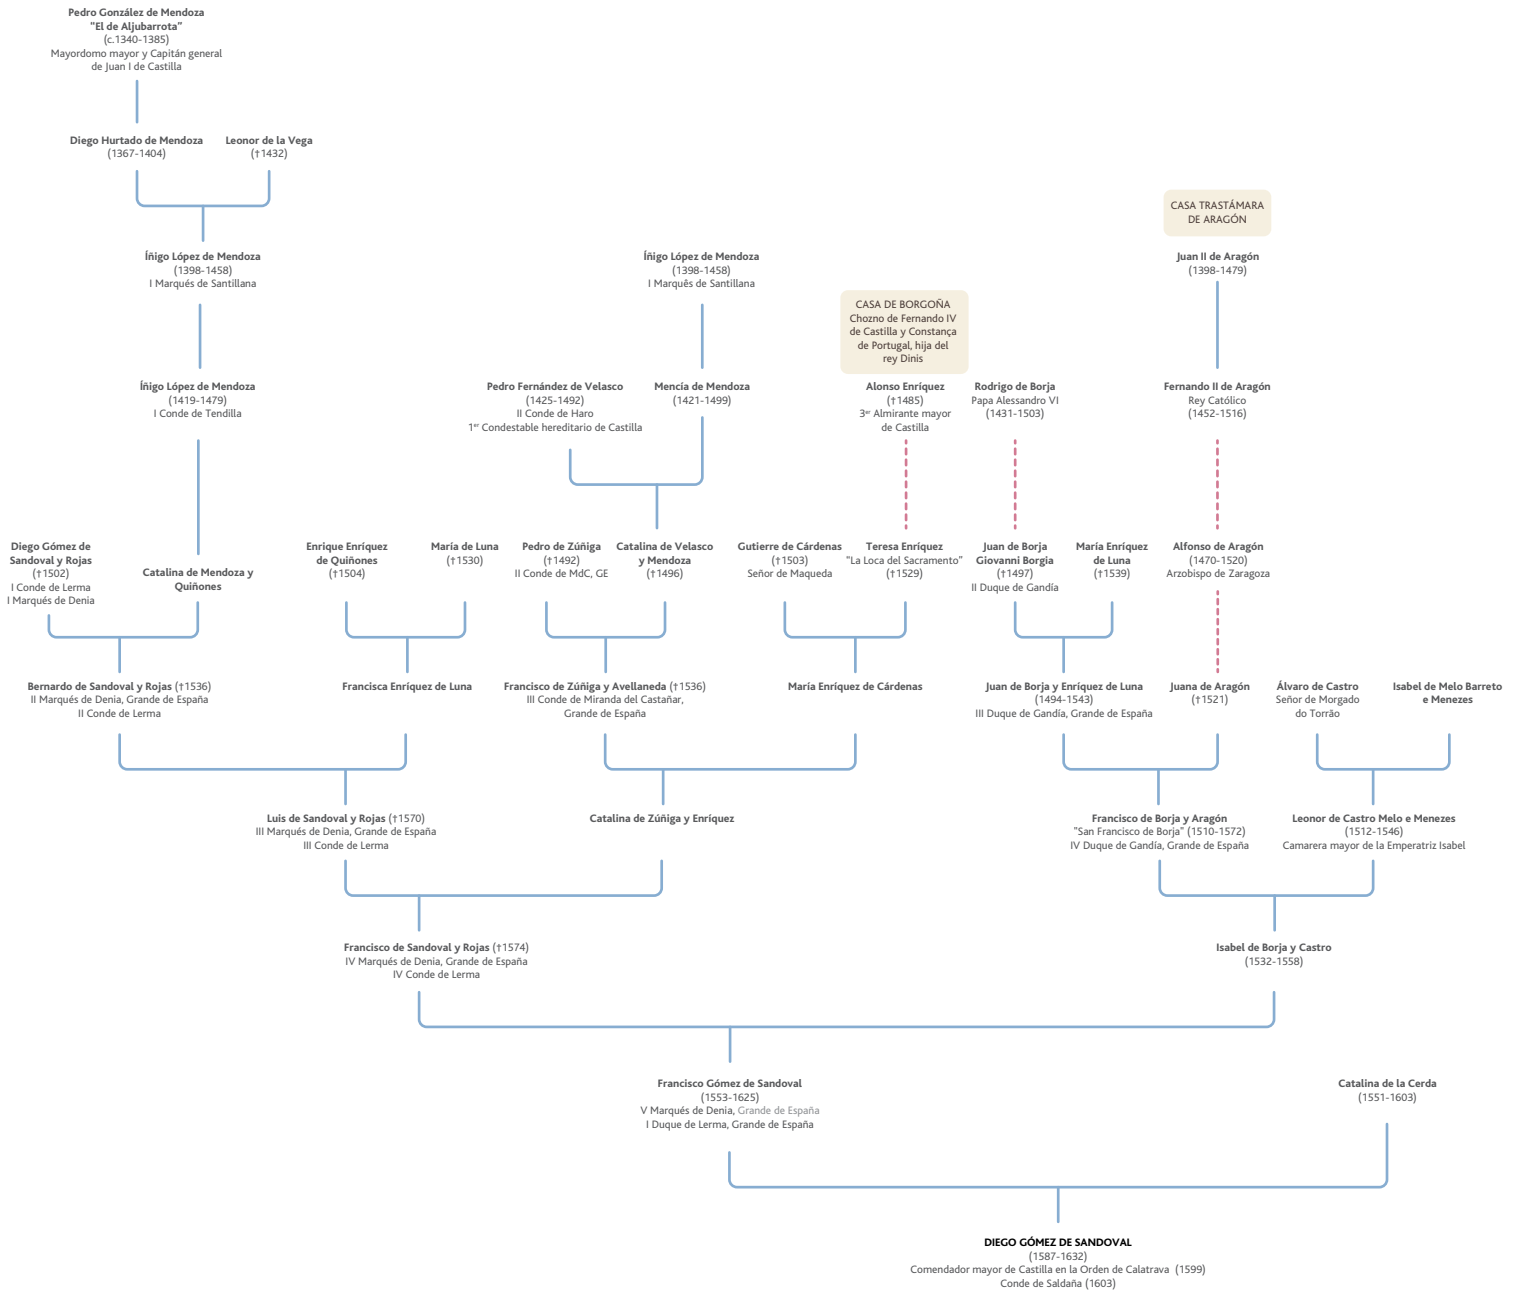 Pedro González de Mendoza
"El de Aljubarrota"
(c.1340-1385)
Mayordomo mayor y Capitán general
de Juan I de Castilla
Diego Hurtado de Mendoza
(1367-1404)
Leonor de la Vega
(†1432)
CASA TRASTÁMARA
DE ARAGÓN
Íñigo López de Mendoza
(1398-1458)
I Marqués de Santillana
Íñigo López de Mendoza
(1398-1458)
I Marquês de Santillana
Juan II de Aragón
(1398-1479)
CASA DE BORGOÑA
Chozno de Fernando IV
de Castilla y Constança
de Portugal, hija del
rey Dinis
Íñigo López de Mendoza
(1419-1479)
I Conde de Tendilla
Pedro Fernández de Velasco
(1425-1492)
II Conde de Haro
1er Condestable hereditario de Castilla
Mencía de Mendoza
(1421-1499)
Alonso Enríquez
(†1485)
3er Almirante mayor
de Castilla
Rodrigo de Borja
Papa Alessandro VI
(1431-1503)
Fernando II de Aragón
Rey Católico
(1452-1516)
Diego Gómez de
Sandoval y Rojas
(†1502)
I Conde de Lerma
I Marqués de Denia
Catalina de Mendoza y
Quiñones
Enrique Enríquez
de Quiñones
(†1504)
María de Luna
(†1530)
Pedro de Zúñiga
(†1492)
II Conde de MdC, GE
Catalina de Velasco
y Mendoza
(†1496)
Gutierre de Cárdenas
(†1503)
Señor de Maqueda
Teresa Enríquez
"La Loca del Sacramento"
(†1529)
Juan de Borja
Giovanni Borgia
(†1497)
II Duque de Gandía
María Enríquez
de Luna
(†1539)
Alfonso de Aragón
(1470-1520)
Arzobispo de Zaragoza
Bernardo de Sandoval y Rojas (†1536)
II Marqués de Denia, Grande de España
II Conde de Lerma
Francisca Enríquez de Luna
Francisco de Zúñiga y Avellaneda (†1536)
III Conde de Miranda del Castañar,
Grande de España
María Enríquez de Cárdenas
Juan de Borja y Enríquez de Luna
(1494-1543)
III Duque de Gandía, Grande de España
Juana de Aragón
(†1521)
Álvaro de Castro
Señor de Morgado
do Torrão
Isabel de Melo Barreto
e Menezes
Luis de Sandoval y Rojas (†1570)
III Marqués de Denia, Grande de España
III Conde de Lerma
Catalina de Zúñiga y Enríquez
Francisco de Borja y Aragón
"San Francisco de Borja" (1510-1572)
IV Duque de Gandía, Grande de España
Leonor de Castro Melo e Menezes
(1512-1546)
Camarera mayor de la Emperatriz Isabel
Francisco de Sandoval y Rojas (†1574)
IV Marqués de Denia, Grande de España
IV Conde de Lerma
Isabel de Borja y Castro
(1532-1558)
Francisco Gómez de Sandoval
(1553-1625)
V Marqués de Denia, Grande de España
I Duque de Lerma, Grande de España
Catalina de la Cerda
(1551-1603)
DIEGO GÓMEZ DE SANDOVAL
(1587-1632)
Comendador mayor de Castilla en la Orden de Calatrava (1599)
Conde de Saldaña (1603)